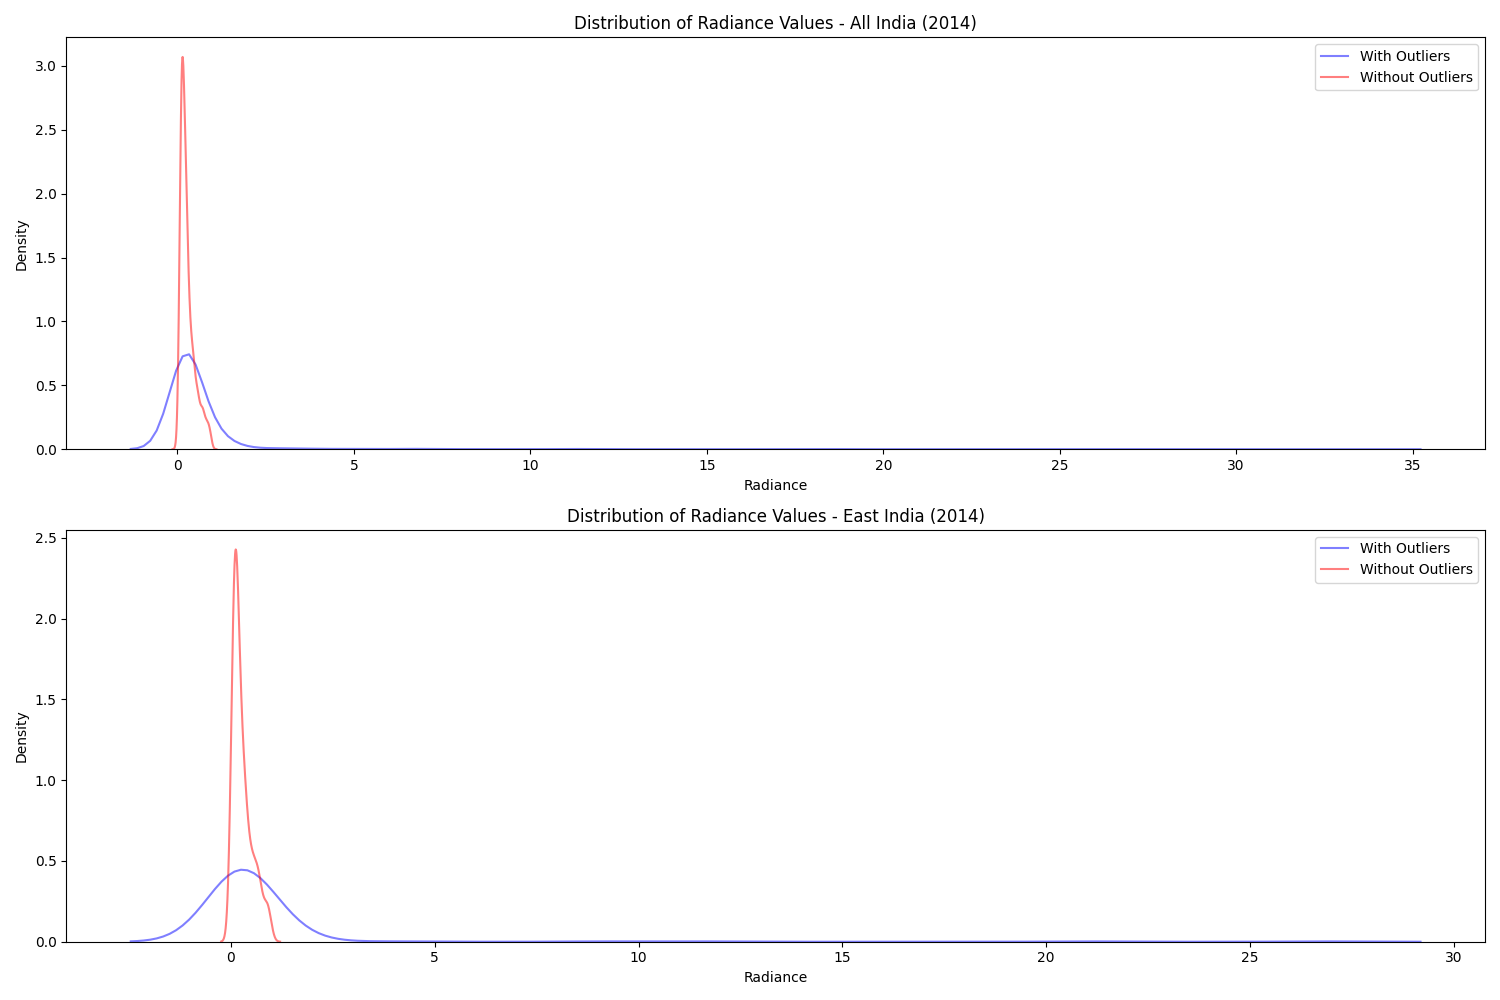 Distribution of Radiance Values - All India (2014)
With Outliers
Without Outliers
3.0
2.5
2.0
1.5
1.0
0.5
0.0
Density
0 5 10 15 20 25 30 35
Radiance
Distribution of Radiance Values - East India (2014)
With Outliers
Without Outliers
2.5
2.0
1.5
1.0
0.5
0.0
Density
0 5 10 15 20 25 30
Radiance